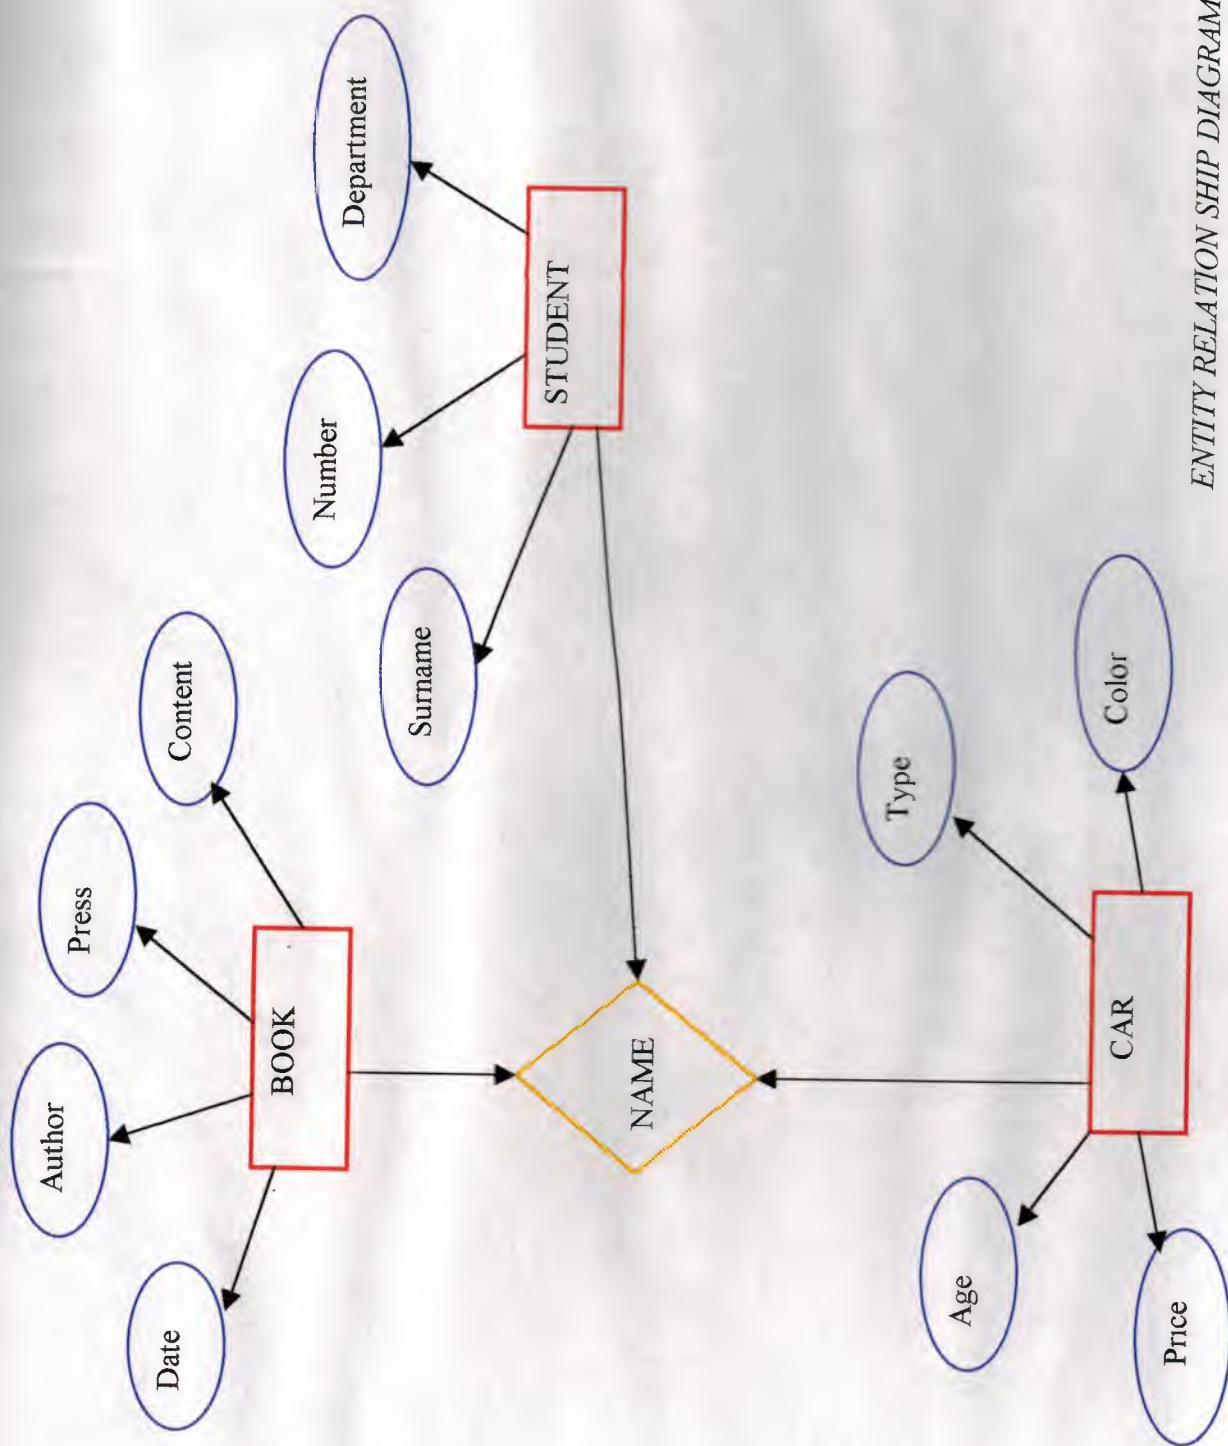 Author
Press
Date
Content
BOOK
Number
Department
Surname
STUDENT
NAME
Type
Age
Color
CAR
Price
ENTITY RELATION SHIP DIAGRAM